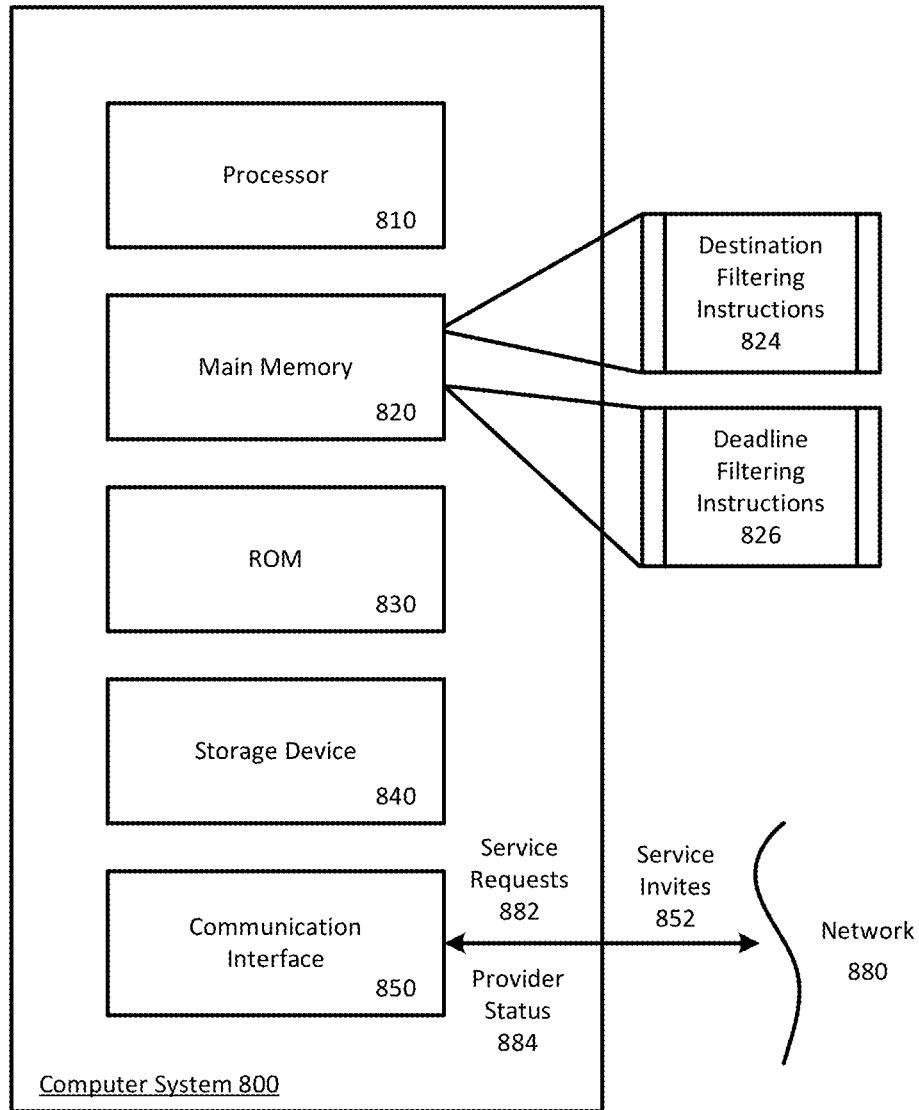 Processor
810
Destination
Filtering
Instructions
824
Main Memory
820
Deadline
Filtering
Instructions
826
ROM
830
Storage Device
840
Service
Requests
882
Service
Invites
852
Communication
Interface
850
Provider
Status
884
Network
880
Computer System 800